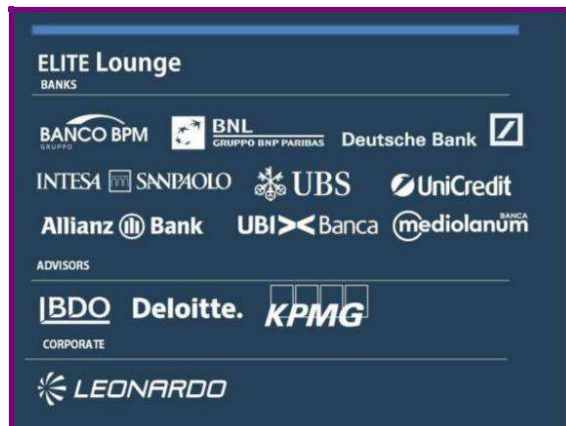 ELITE Lounge
BANKS
BANCO BPM
GRUPPO
BNL
GRUPPO BNP PARIBAS
Deutsche Bank
INTESA SANPAOLO
UBS
UniCredit
Allianz Bank
UBI Banca
mediolanum
BANCA
ADVISORS
BDO
Deloitte.
KPMG
CORPORATE
LEONARDO